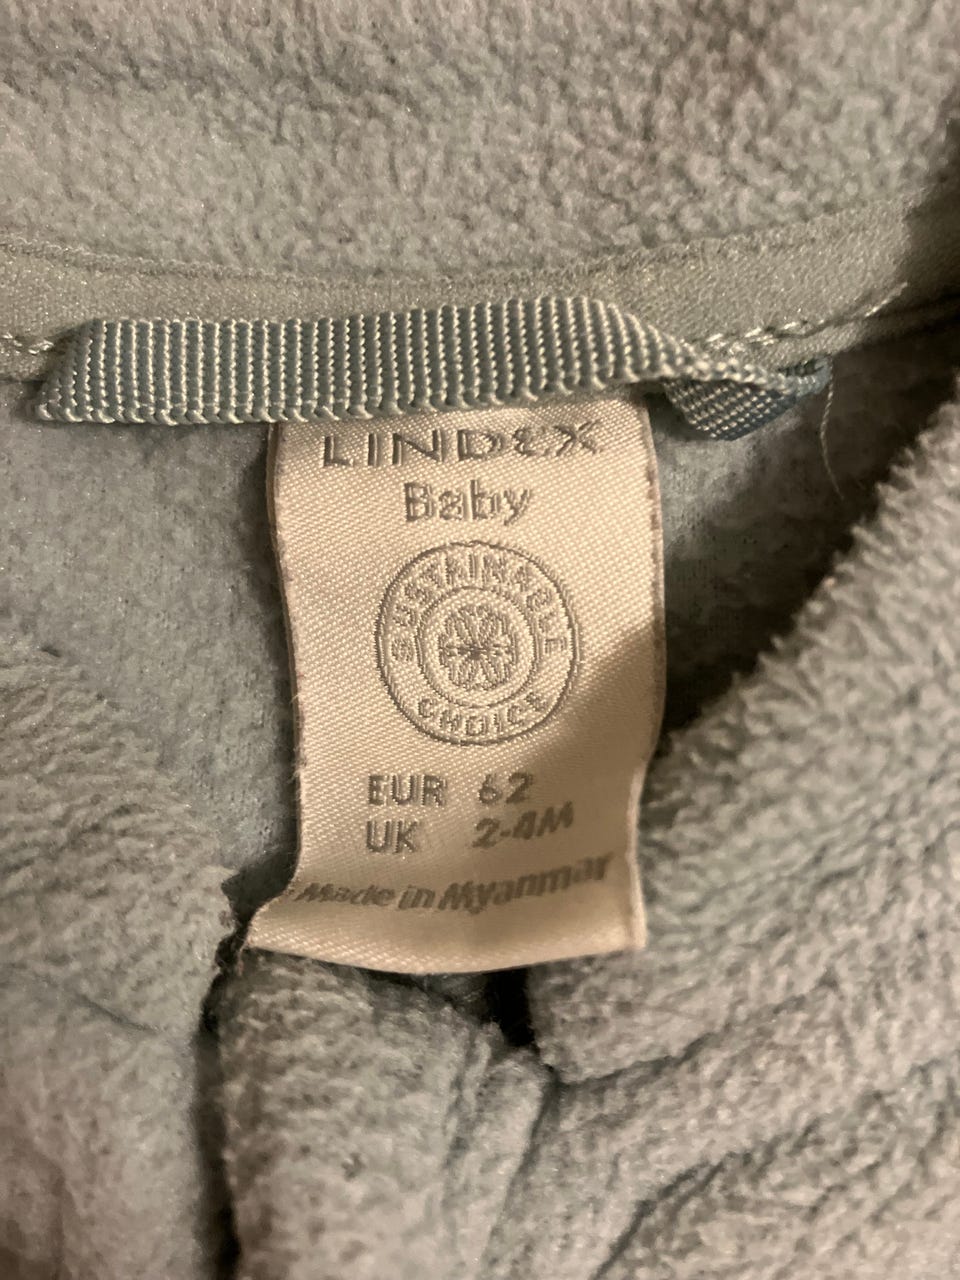 LINDEX
Baby
SUSTAINABLE
CHOICE
EUR 62
UK 2-4M
Made in Myanmar